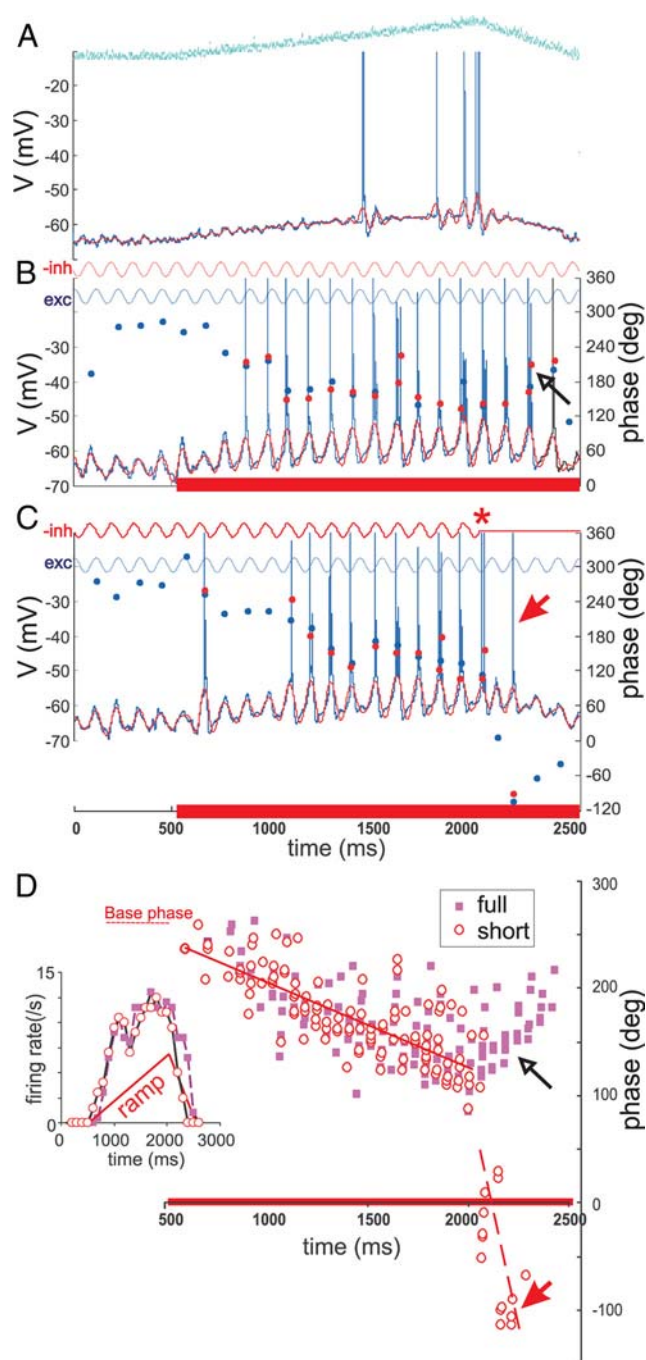 A
V (mV)
-20
-30
-40
-50
-60
B
-inh
exc
V (mV)
-30
-40
-50
-60
-70
360
300
240
180
120
60
0
phase (deg)
C
-inh
*
exc
V (mV)
-30
-40
-50
-60
-70
360
300
240
180
120
60
0
-60
-120
phase (deg)
0 500 1000 1500 2000 2500
time (ms)
D
Base phase
full
short
300
200
100
0
-100
phase (deg)
15
0
firing rate(/s)
ramp
1000 2000 3000
time (ms)
500 1000 1500 2000 2500
time (ms)